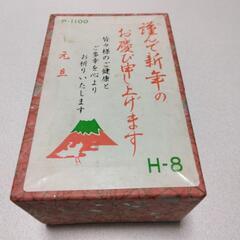 P-1100
謹んで新年の
お慶び申し上げます
皆々様のご健康と
ご多幸を心より
お祈りいたします
元旦
H-8